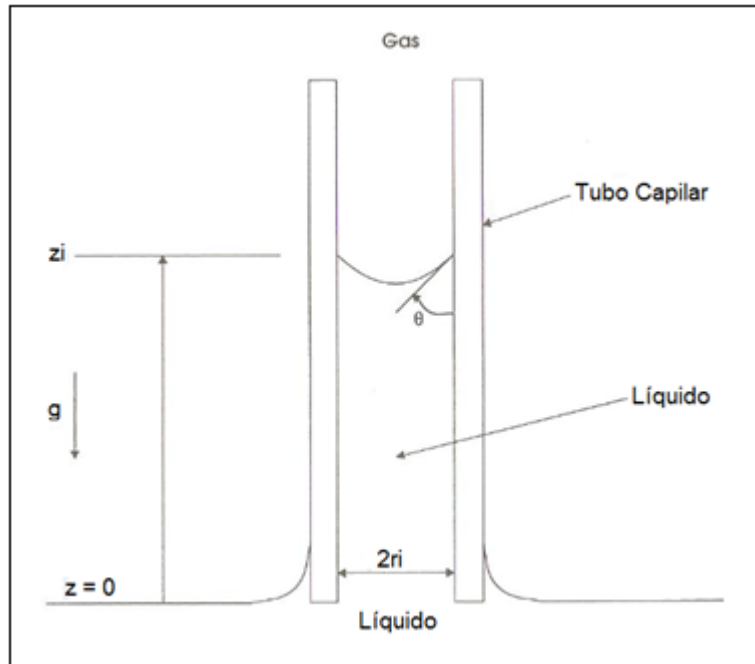 Gas
Tubo Capilar
zi
θ
Líquido
g
2ri
z = 0
Líquido